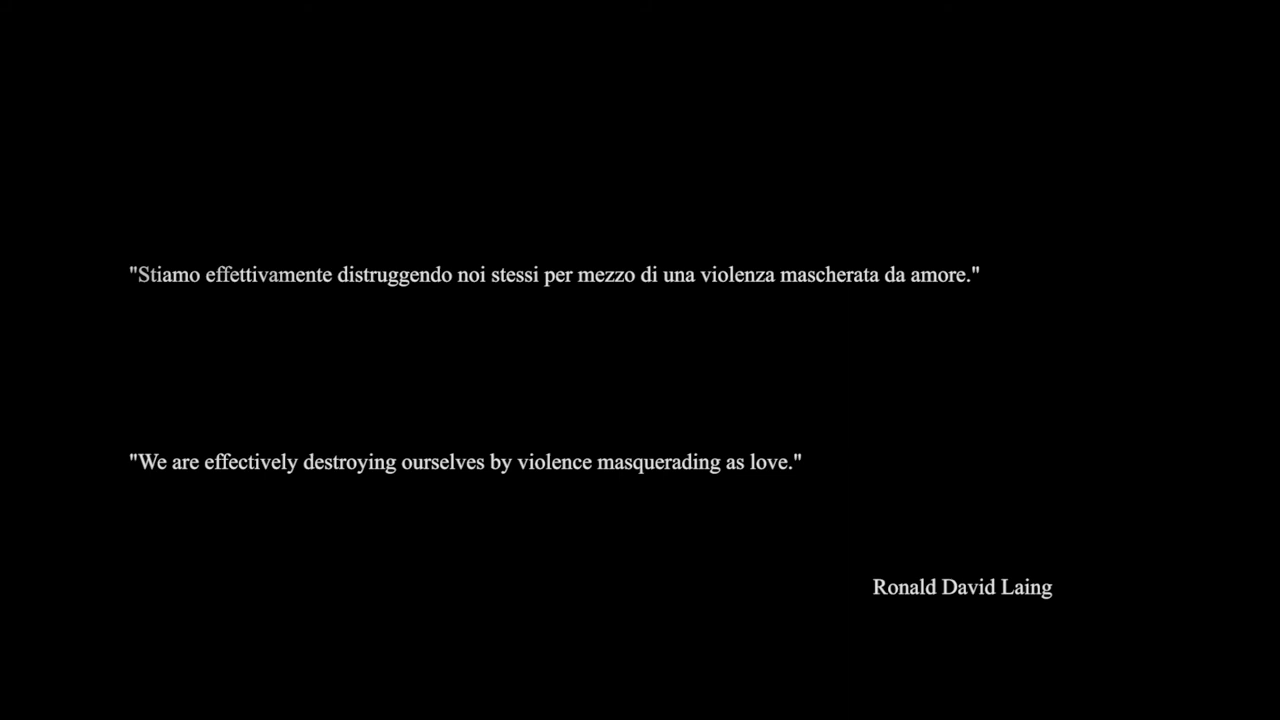 "Stiamo effettivamente distruggendo noi stessi per mezzo di una violenza mascherata da amore."
"We are effectively destroying ourselves by violence masquerading as love."
Ronald David Laing